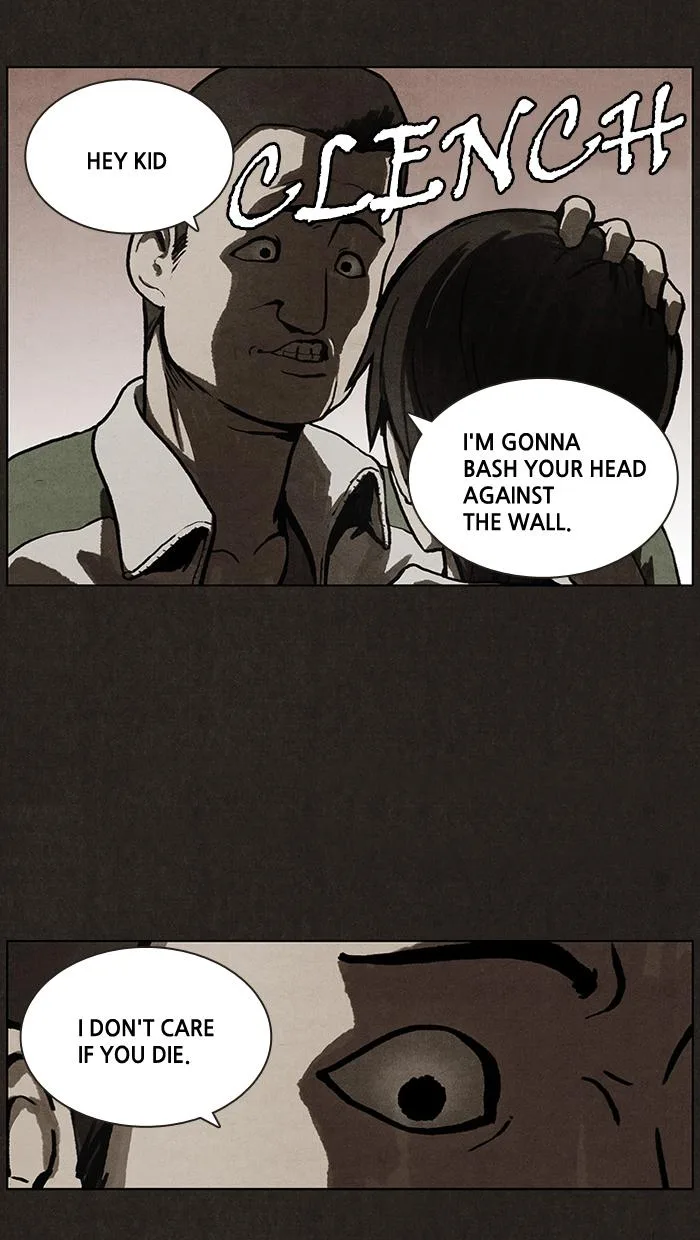 HEY KID
CLENCH
I'M GONNA
BASH YOUR HEAD
AGAINST
THE WALL.
I DON'T CARE
IF YOU DIE.